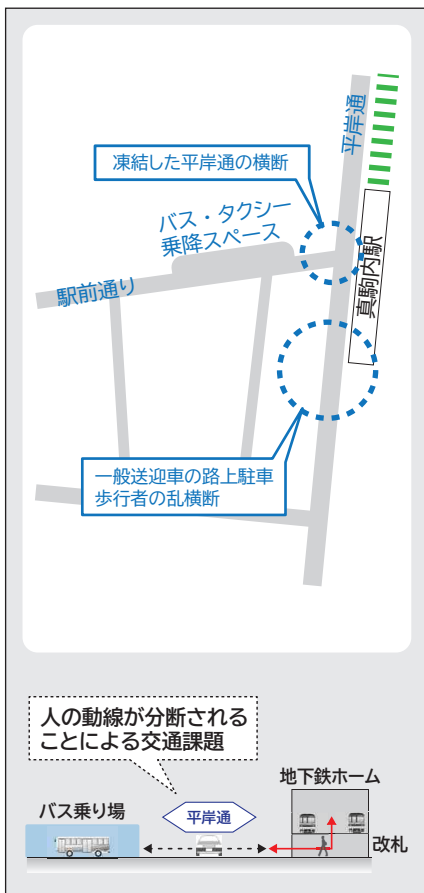 平岸通
凍結した平岸通の横断
バス・タクシー
乗降スペース
駅前通り
真駒内駅
一般送迎車の路上駐車
歩行者の乱横断
人の動線が分断される
ことによる交通課題
地下鉄ホーム
バス乗り場
平岸通
改札